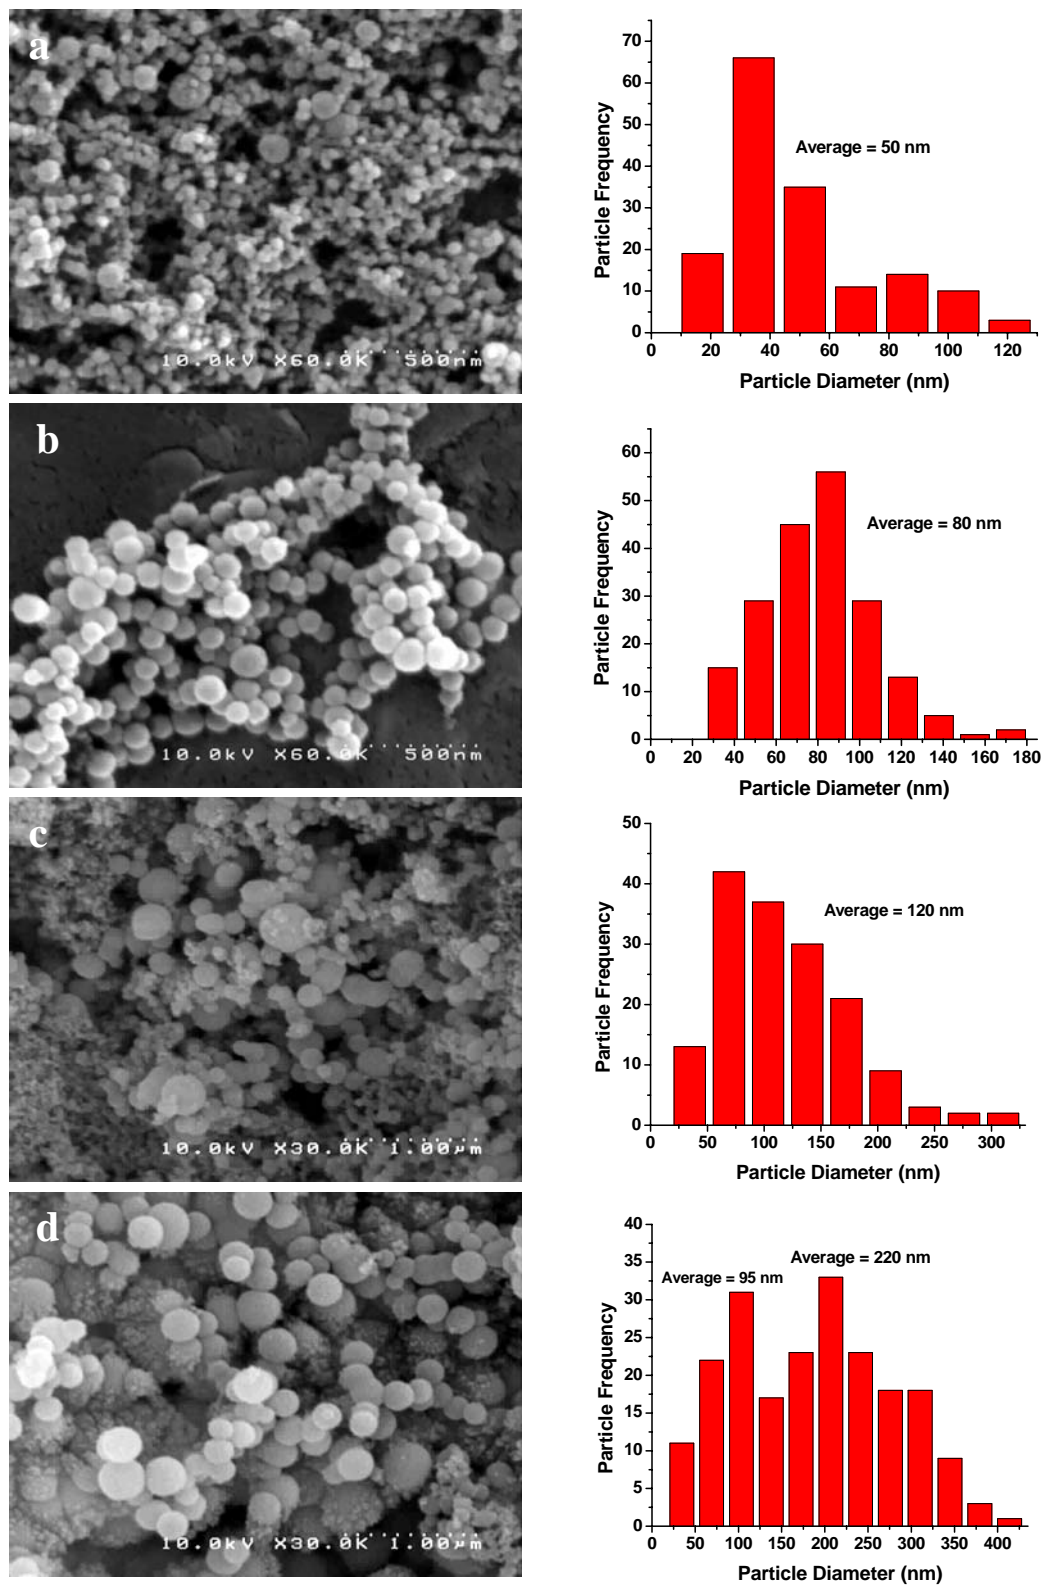 a
10.0kV X60.0K 500nm
70
60
50
40
30
20
10
0
Particle Frequency
Average = 50 nm
0 20 40 60 80 100 120
Particle Diameter (nm)
b
10.0kV X60.0K 500nm
60
50
40
30
20
10
0
Particle Frequency
Average = 80 nm
0 20 40 60 80 100 120 140 160 180
Particle Diameter (nm)
c
10.0kV X30.0K 1.00µm
50
40
30
20
10
0
Particle Frequency
Average = 120 nm
0 50 100 150 200 250 300
Particle Diameter (nm)
d
10.0kV X30.0K 1.00µm
40
35
30
25
20
15
10
5
0
Particle Frequency
Average = 220 nm
Average = 95 nm
0 50 100 150 200 250 300 350 400
Particle Diameter (nm)